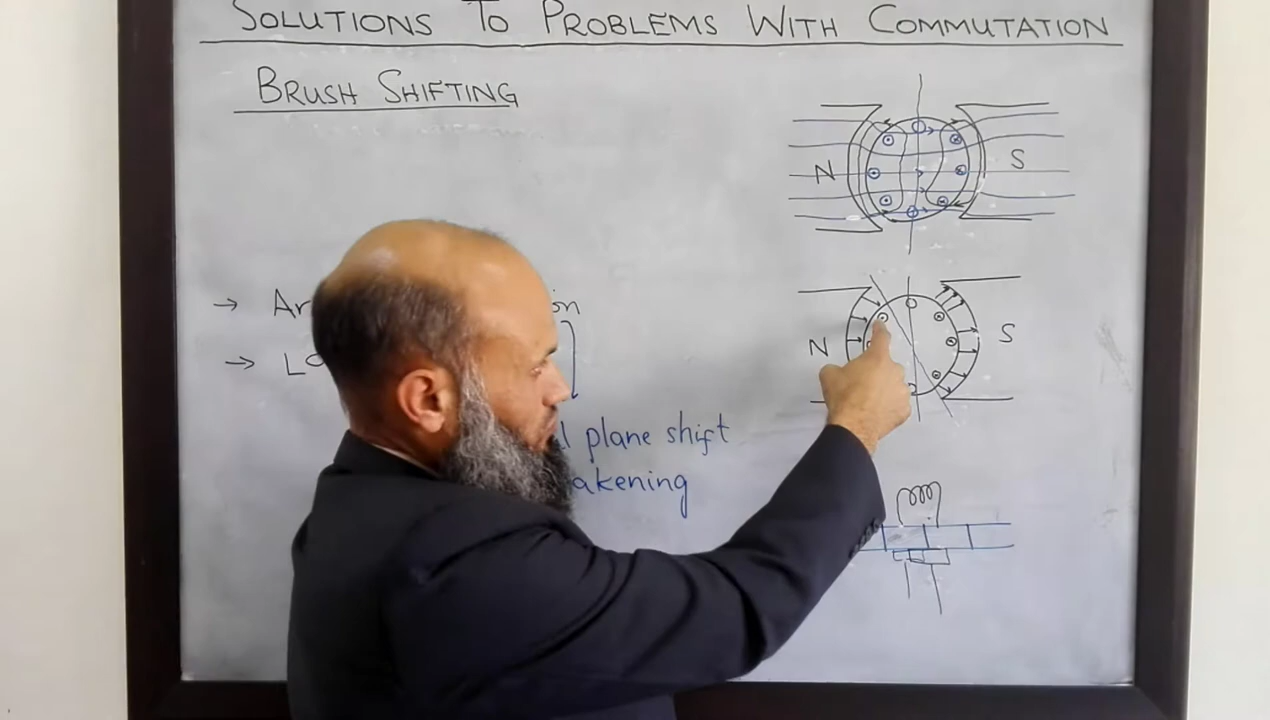 SOLUTIONS TO PROBLEMS WITH COMMUTATION
BRUSH SHIFTING
N
S
→ Ar
→ L
N
S
plane shift
akening